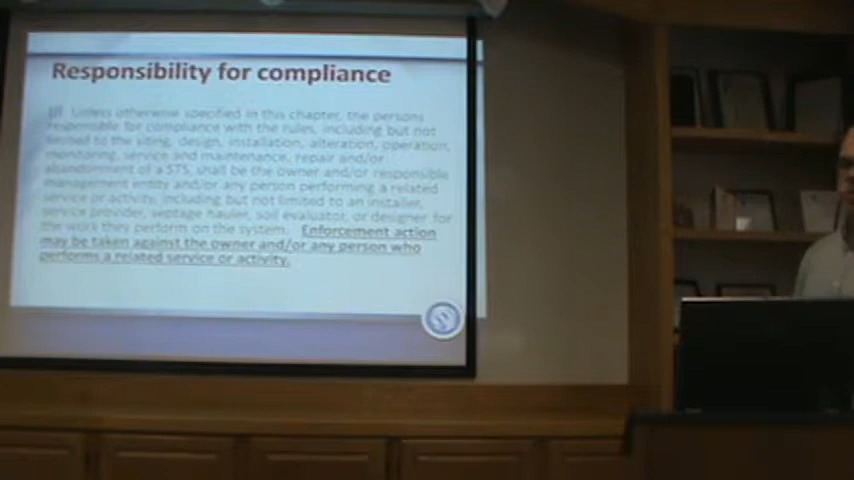 Responsibility for compliance
Unless otherwise specified in this chapter, the persons
responsible for compliance with the rules, including but not
limited to the siting, design, installation, alteration, operation,
monitoring, service and maintenance, repair and/or
abandonment of a STS, shall be the owner and/or responsible
management entity and/or any person performing a related
service or activity, including but not limited to an installer,
service provider, septage hauler, soil evaluator, or designer for
the work they perform on the system. Enforcement action
may be taken against the owner and/or any person who
performs a related service or activity.